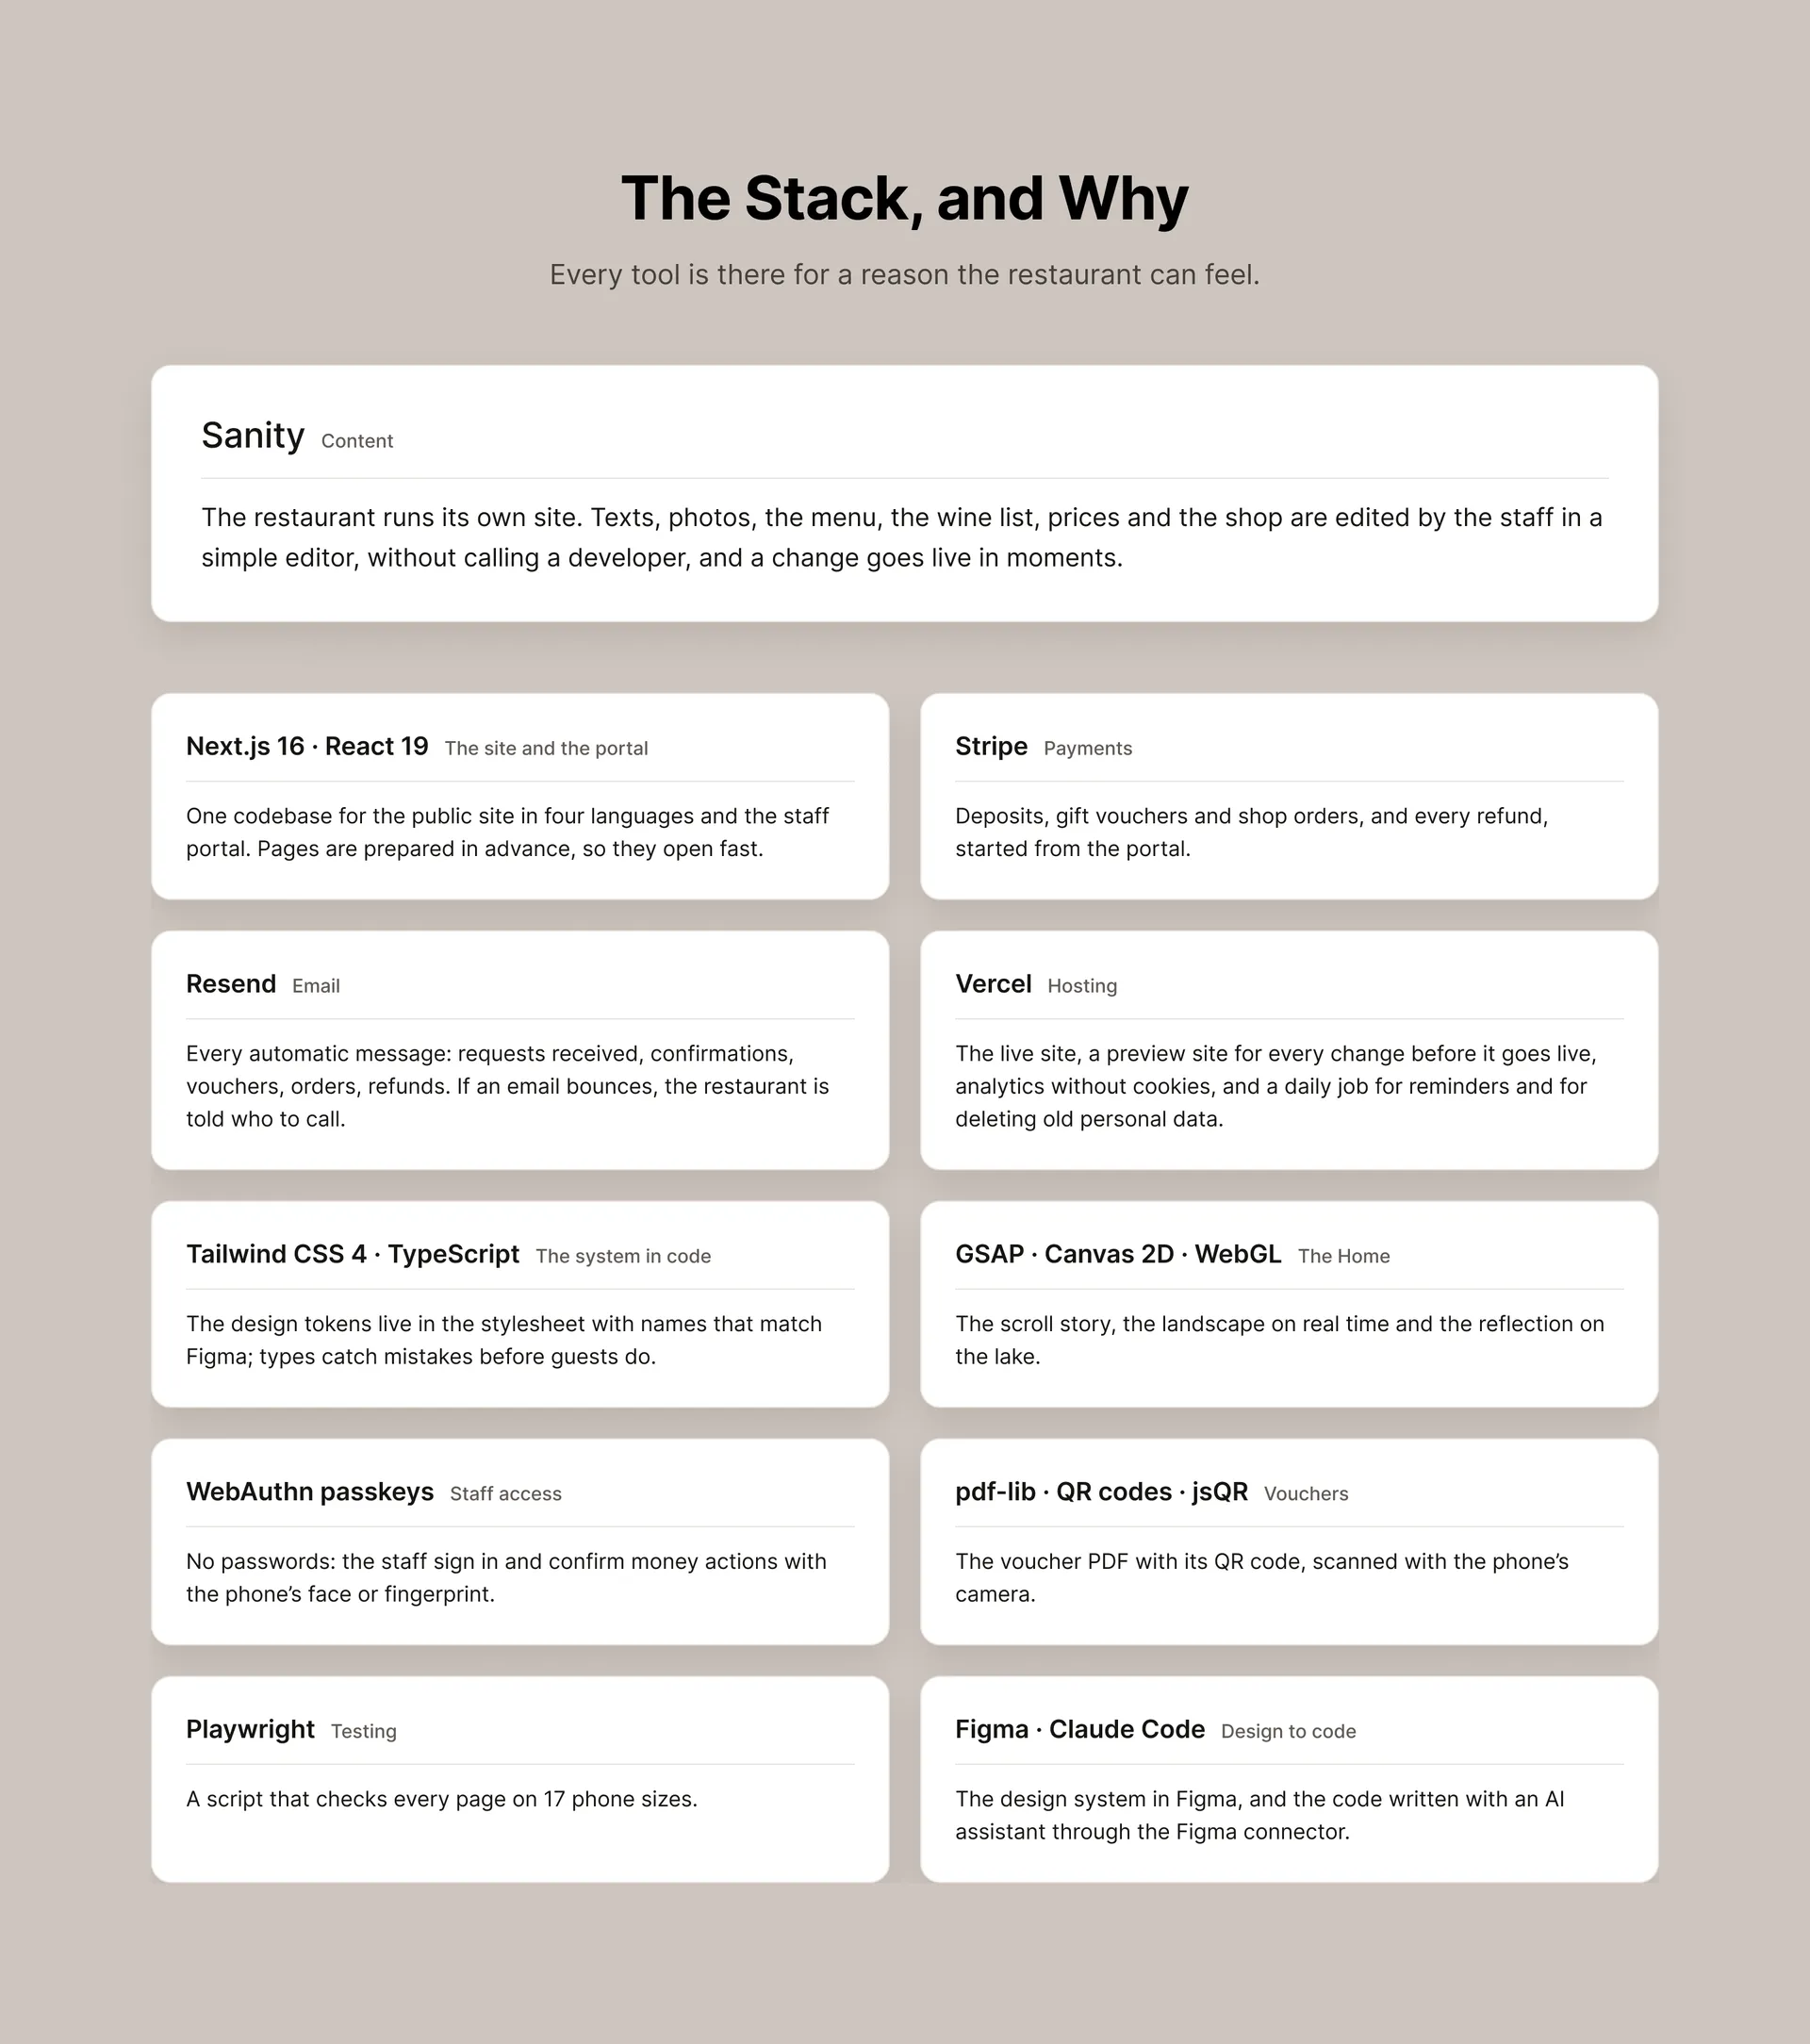 The Stack, and Why
Every tool is there for a reason the restaurant can feel.
Sanity Content
The restaurant runs its own site. Texts, photos, the menu, the wine list, prices and the shop are edited by the staff in a
simple editor, without calling a developer, and a change goes live in moments.
Next.js 16 · React 19 The site and the portal
One codebase for the public site in four languages and the staff
portal. Pages are prepared in advance, so they open fast.
Stripe Payments
Deposits, gift vouchers and shop orders, and every refund,
started from the portal.
Resend Email
Every automatic message: requests received, confirmations,
vouchers, orders, refunds. If an email bounces, the restaurant is
told who to call.
Vercel Hosting
The live site, a preview site for every change before it goes live,
analytics without cookies, and a daily job for reminders and for
deleting old personal data.
Tailwind CSS 4 · TypeScript The system in code
The design tokens live in the stylesheet with names that match
Figma; types catch mistakes before guests do.
GSAP · Canvas 2D · WebGL The Home
The scroll story, the landscape on real time and the reflection on
the lake.
WebAuthn passkeys Staff access
No passwords: the staff sign in and confirm money actions with
the phone’s face or fingerprint.
pdf-lib · QR codes · jsQR Vouchers
The voucher PDF with its QR code, scanned with the phone’s
camera.
Playwright Testing
A script that checks every page on 17 phone sizes.
Figma · Claude Code Design to code
The design system in Figma, and the code written with an AI
assistant through the Figma connector.